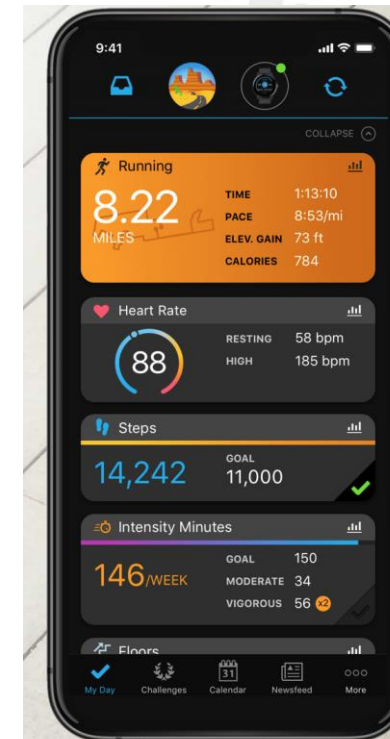 9:41
COLLAPSE
Running
8.22
MILES
TIME 1:13:10
PACE 8:53/mi
ELEV. GAIN 73 ft
CALORIES 784
Heart Rate
88
RESTING 58 bpm
HIGH 185 bpm
Steps
14,242
GOAL
11,000
Intensity Minutes
146/WEEK
GOAL 150
MODERATE 34
VIGOROUS 56 x2
Floors
31
My Day Challenges Calendar Newsfeed More